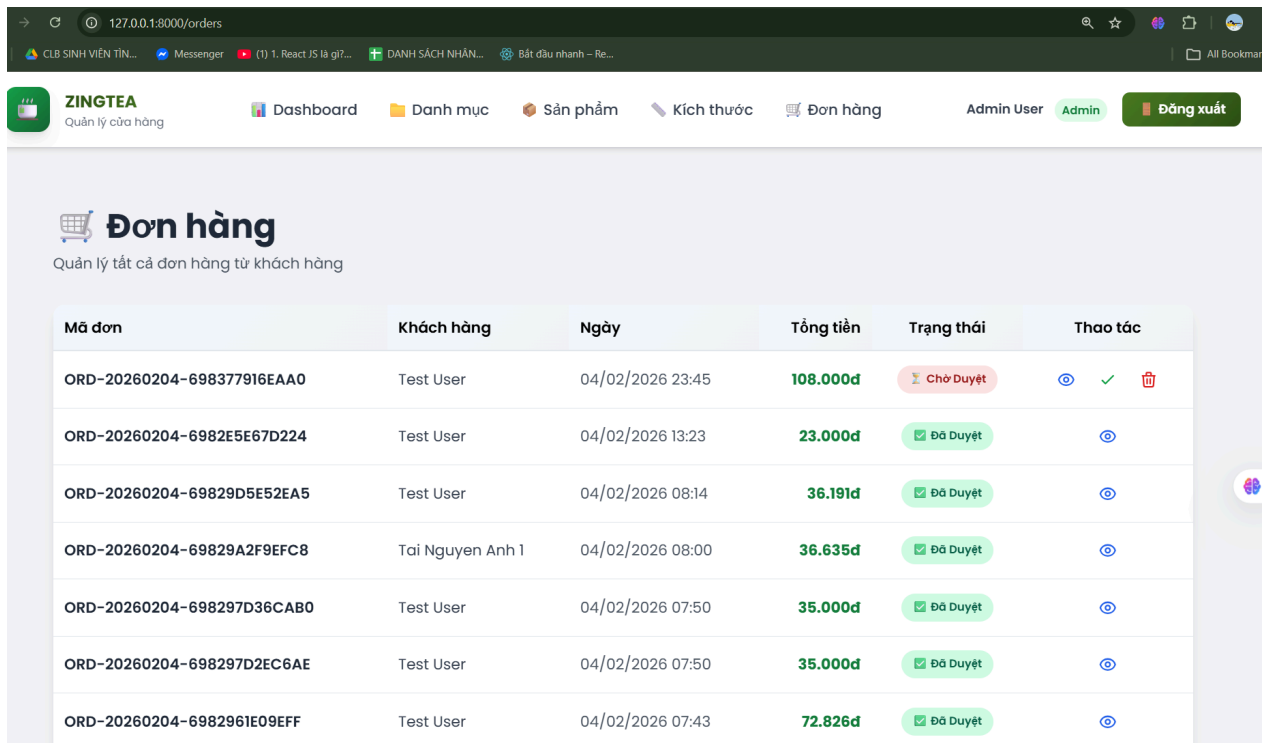 127.0.0.1:8000/orders
CLB SINH VIÊN TÌN... Messenger (1) 1. React JS là gì?... DANH SÁCH NHÂN... Bắt đầu nhanh – Re... All Bookmar
ZINGTEA
Quản lý cửa hàng
Dashboard Danh mục Sản phẩm Kích thước Đơn hàng Admin User Admin Đăng xuất
Đơn hàng
Quản lý tất cả đơn hàng từ khách hàng
Mã đơn Khách hàng Ngày Tổng tiền Trạng thái Thao tác
ORD-20260204-698377916EAA0 Test User 04/02/2026 23:45 108.000đ Chờ Duyệt
ORD-20260204-6982E5E67D224 Test User 04/02/2026 13:23 23.000đ Đã Duyệt
ORD-20260204-69829D5E52EA5 Test User 04/02/2026 08:14 36.191đ Đã Duyệt
ORD-20260204-69829A2F9EFC8 Tai Nguyen Anh 1 04/02/2026 08:00 36.635đ Đã Duyệt
ORD-20260204-698297D36CAB0 Test User 04/02/2026 07:50 35.000đ Đã Duyệt
ORD-20260204-698297D2EC6AE Test User 04/02/2026 07:50 35.000đ Đã Duyệt
ORD-20260204-6982961E09EFF Test User 04/02/2026 07:43 72.826đ Đã Duyệt